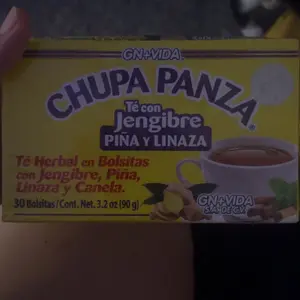 GN+VIDA®
CHUPA PANZA®
Té con
Jengibre
PIÑA Y LINAZA
Té Herbal en Bolsitas
con Jengibre, Piña,
Linaza y Canela.
30 Bolsitas/Cont. Net. 3.2 oz (90 g)
GN+VIDA
S.A. DE C.V.